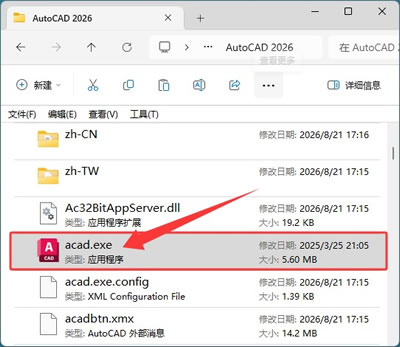 AutoCAD 2026
AutoCAD 2026
在 AutoCAD
查看更多
新建
详细信息
文件(F) 编辑(E) 查看(V) 工具(T)
zh-CN 修改日期: 2026/8/21 17:16
zh-TW 修改日期: 2026/8/21 17:15
Ac32BitAppServer.dll 修改日期: 2026/8/21 17:15
类型: 应用程序扩展 大小: 19.2 KB
acad.exe 修改日期: 2025/3/25 21:05
类型: 应用程序 大小: 5.60 MB
A
CAD
acad.exe.config 修改日期: 2026/8/21 17:15
类型: XML Configuration File 大小: 1.39 KB
acadbtn.xmx 修改日期: 2026/8/21 17:15
类型: AutoCAD 外部消息 大小: 14.2 MB